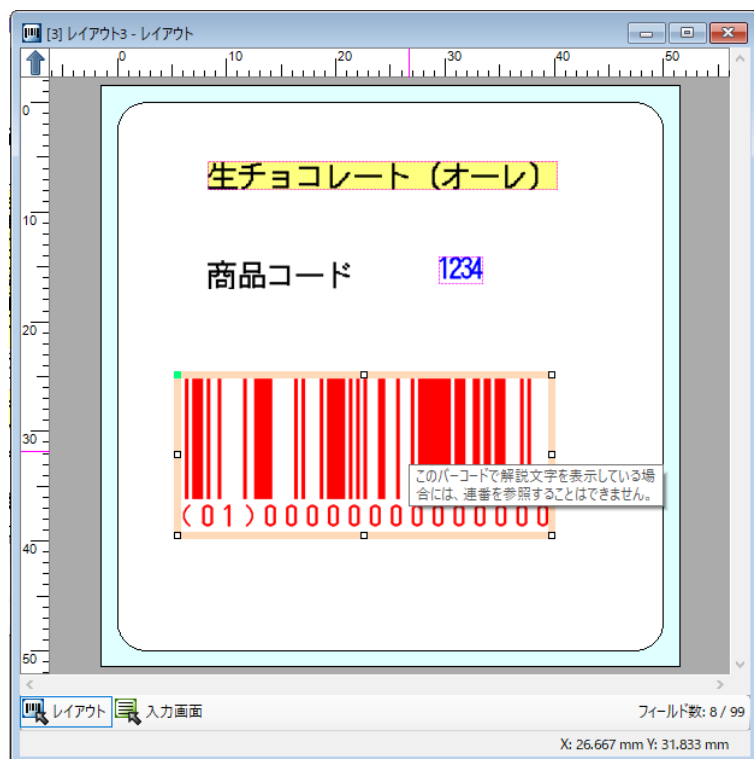 [3] レイアウト3 - レイアウト
0 10 20 30 40 50
0
10
20
30
40
50
生チョコレート（オーレ）
商品コード 1234
このバーコードで解説文字を表示している場
合には、連番を参照することはできません。
(01)00000000000000
レイアウト 入力画面 フィールド数: 8 / 99
X: 26.667 mm Y: 31.833 mm